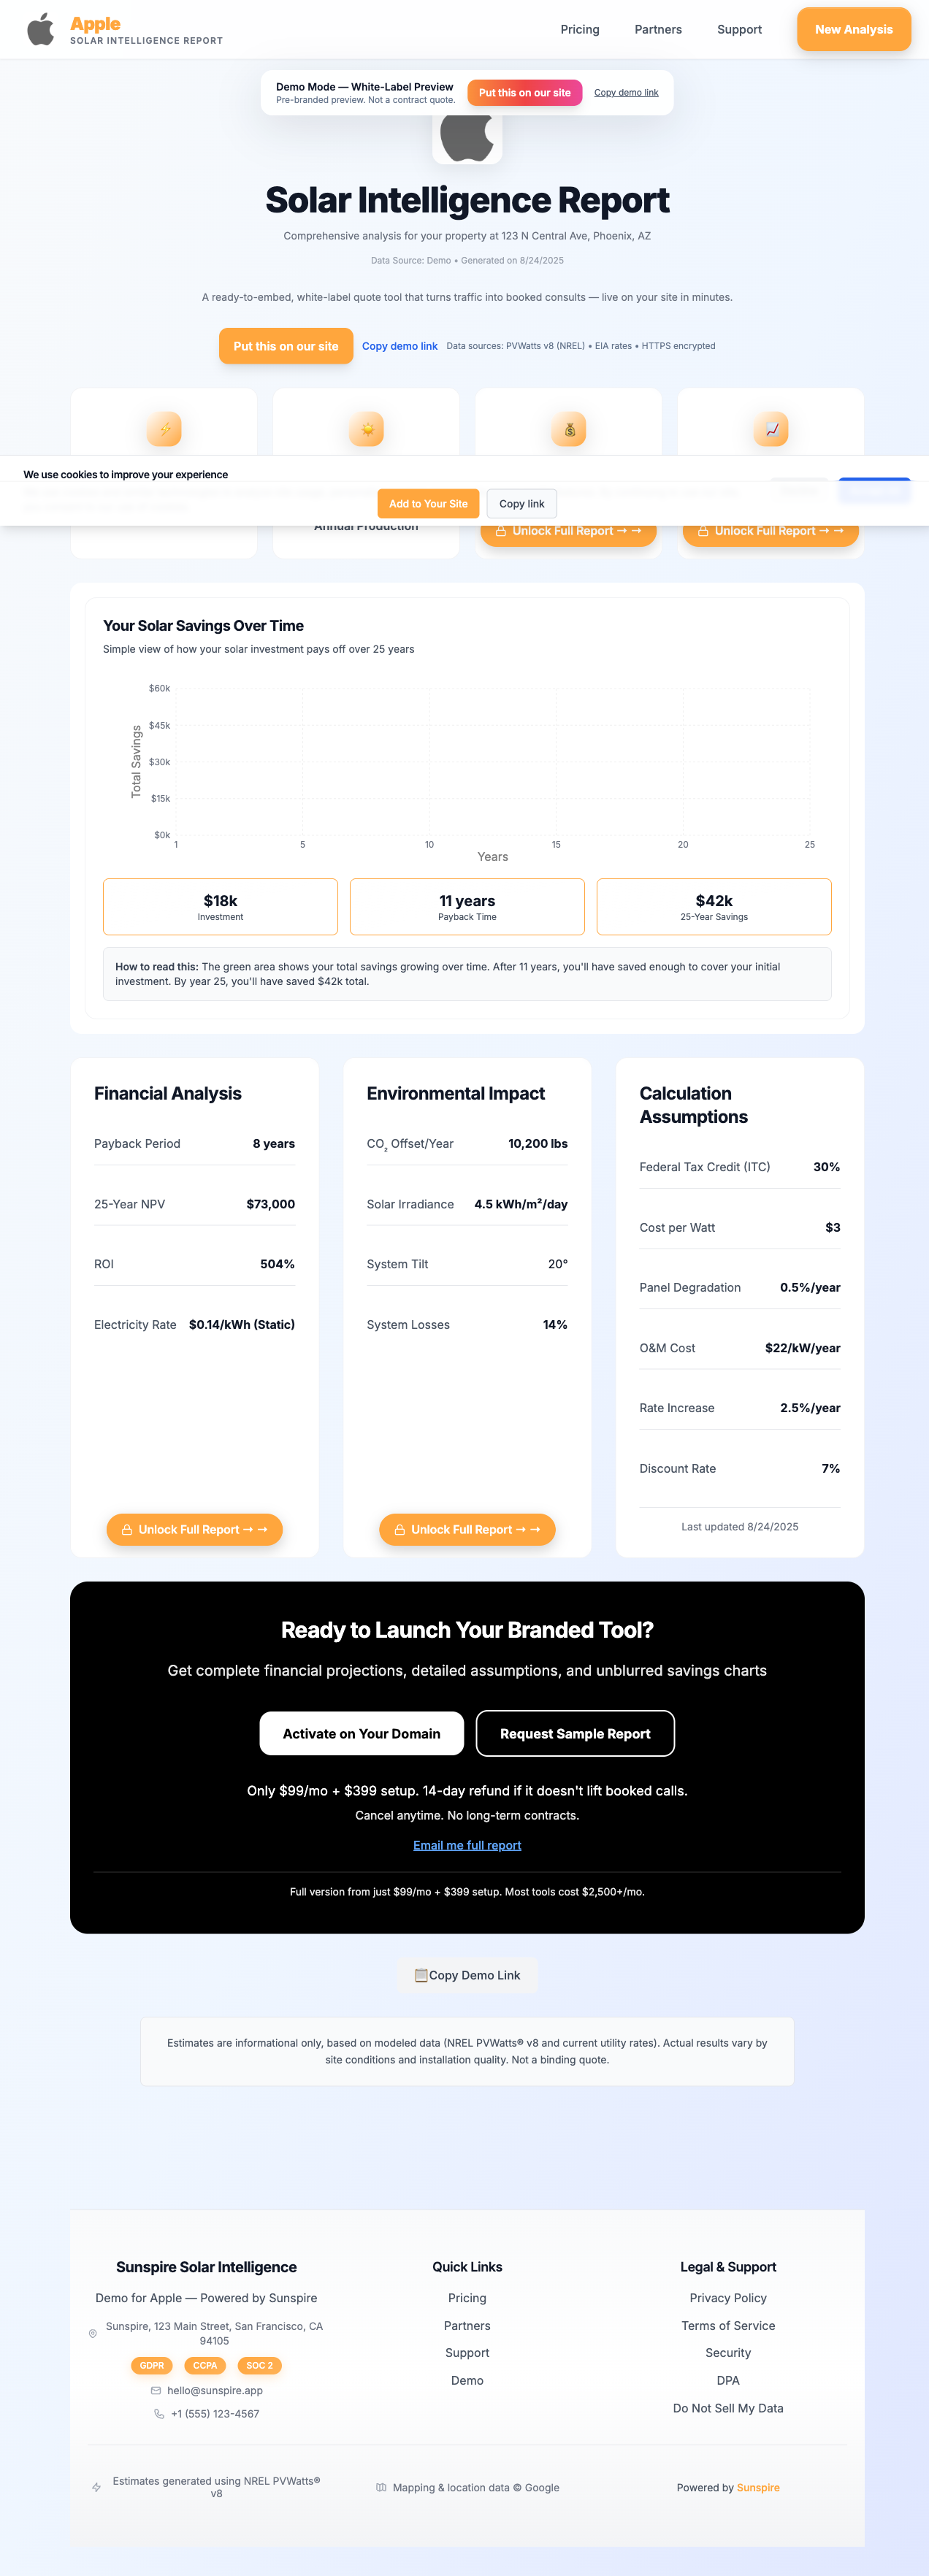 Apple
SOLAR INTELLIGENCE REPORT
Pricing
Partners
Support
New Analysis
Demo Mode — White-Label Preview
Pre-branded preview. Not a contract quote.
Put this on our site
Copy demo link
Solar Intelligence Report
Comprehensive analysis for your property at 123 N Central Ave, Phoenix, AZ
Data Source: Demo • Generated on 8/24/2025
A ready-to-embed, white-label quote tool that turns traffic into booked consults — live on your site in minutes.
Put this on our site
Copy demo link
Data sources: PVWatts v8 (NREL) • EIA rates • HTTPS encrypted
We use cookies to improve your experience
Add to Your Site
Copy link
Annual Production
Unlock Full Report → →
Unlock Full Report → →
Your Solar Savings Over Time
Simple view of how your solar investment pays off over 25 years
$60k
$45k
$30k
$15k
$0k
Total Savings
1
5
10
15
20
25
Years
$18k
Investment
11 years
Payback Time
$42k
25-Year Savings
How to read this: The green area shows your total savings growing over time. After 11 years, you'll have saved enough to cover your initial
investment. By year 25, you'll have saved $42k total.
Financial Analysis
Payback Period
8 years
25-Year NPV
$73,000
ROI
504%
Electricity Rate
$0.14/kWh (Static)
Unlock Full Report → →
Environmental Impact
CO₂ Offset/Year
10,200 lbs
Solar Irradiance
4.5 kWh/m²/day
System Tilt
20°
System Losses
14%
Unlock Full Report → →
Calculation
Assumptions
Federal Tax Credit (ITC)
30%
Cost per Watt
$3
Panel Degradation
0.5%/year
O&M Cost
$22/kW/year
Rate Increase
2.5%/year
Discount Rate
7%
Last updated 8/24/2025
Ready to Launch Your Branded Tool?
Get complete financial projections, detailed assumptions, and unblurred savings charts
Activate on Your Domain
Request Sample Report
Only $99/mo + $399 setup. 14-day refund if it doesn't lift booked calls.
Cancel anytime. No long-term contracts.
Email me full report
Full version from just $99/mo + $399 setup. Most tools cost $2,500+/mo.
Copy Demo Link
Estimates are informational only, based on modeled data (NREL PVWatts® v8 and current utility rates). Actual results vary by
site conditions and installation quality. Not a binding quote.
Sunspire Solar Intelligence
Demo for Apple — Powered by Sunspire
Sunspire, 123 Main Street, San Francisco, CA
94105
GDPR
CCPA
SOC 2
hello@sunspire.app
+1 (555) 123-4567
Quick Links
Pricing
Partners
Support
Demo
Legal & Support
Privacy Policy
Terms of Service
Security
DPA
Do Not Sell My Data
Estimates generated using NREL PVWatts®
v8
Mapping & location data © Google
Powered by Sunspire